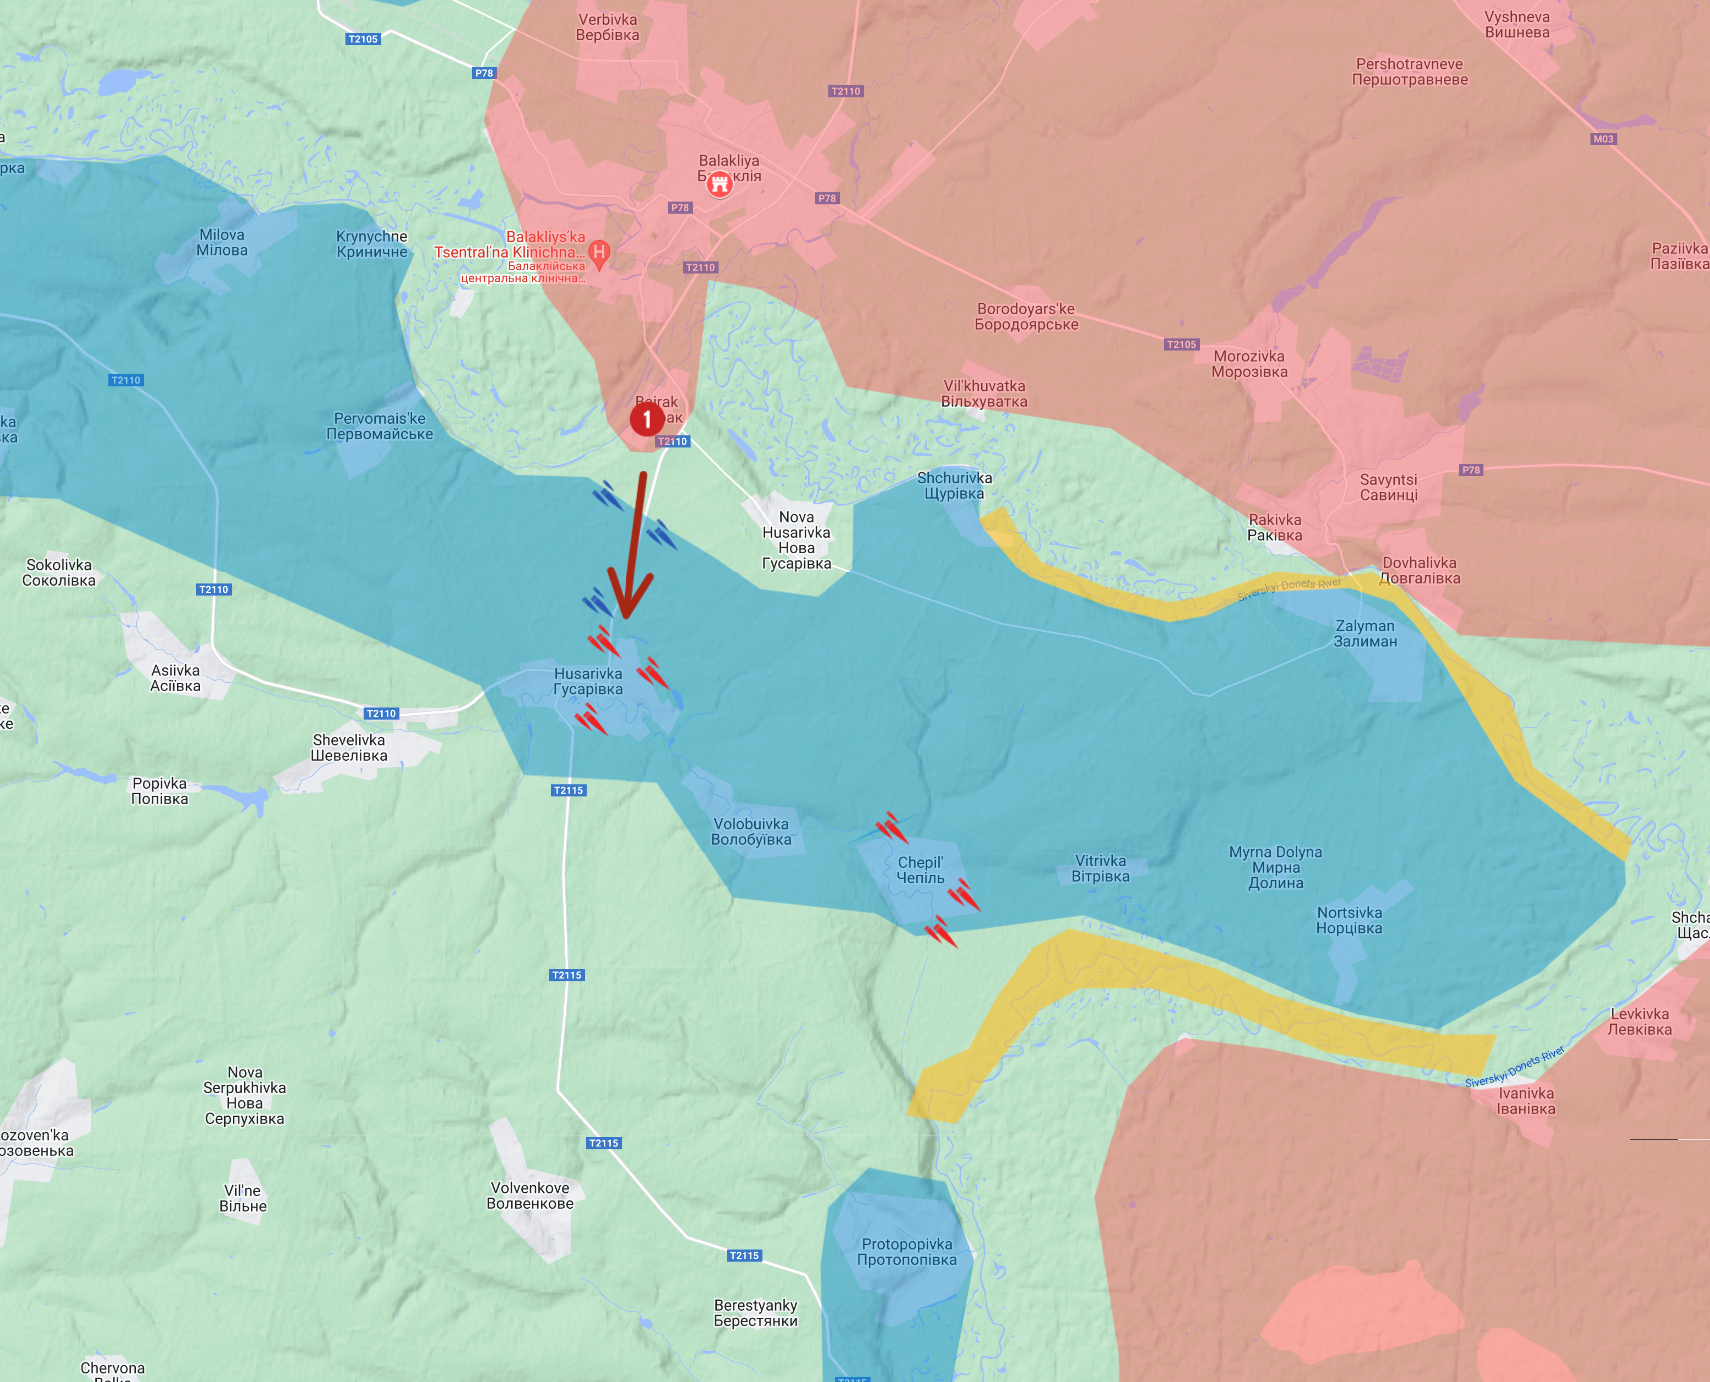 Verbivka
Вербівка
Vyshneva
Вишнева
T2105
P78
Pershotravneve
Першотравневе
T2110
M03
Balakliya
P78
P78
рка
Milova
Мілова
Krynychne
Криничне
Balakliys'ka
Tsentral'na Klinichna...
Балаклійська
центральна клінічна...
H
T2110
Paziivka
Пазіївка
Borodoyars'ke
Бородоярське
T2105
Morozivka
Морозівка
T2110
Vil'khuvatka
Вільхуватка
Pervomais'ke
Первомайське
1
T2110
Shchurivka
Щурівка
P78
Savyntsi
Савинці
Nova
Husarivka
Нова
Гусарівка
Rakivka
Раківка
Sokolivka
Соколівка
T2110
Dovhalivka
Довгалівка
Siverskyi Donets River
Zalyman
Залиман
Asiivka
Асіївка
Husarivka
Гусарівка
T2110
Shevelivka
Шевелівка
Popivka
Попівка
T2115
Volobuivka
Волобуївка
Chepil'
Чепіль
Vitrivka
Вітрівка
Myrna Dolyna
Мирна
Долина
Nortsivka
Норцівка
T2115
Levkivka
Левківка
Siverskyi Donets River
Nova
Serpukhivka
Нова
Серпухівка
Ivanivka
Іванівка
ozoven'ka
озовенька
T2115
Vil'ne
Вільне
Volvenkove
Волвенкове
T2115
Protopopivka
Протопопівка
Berestyanky
Берестянки
Chervona